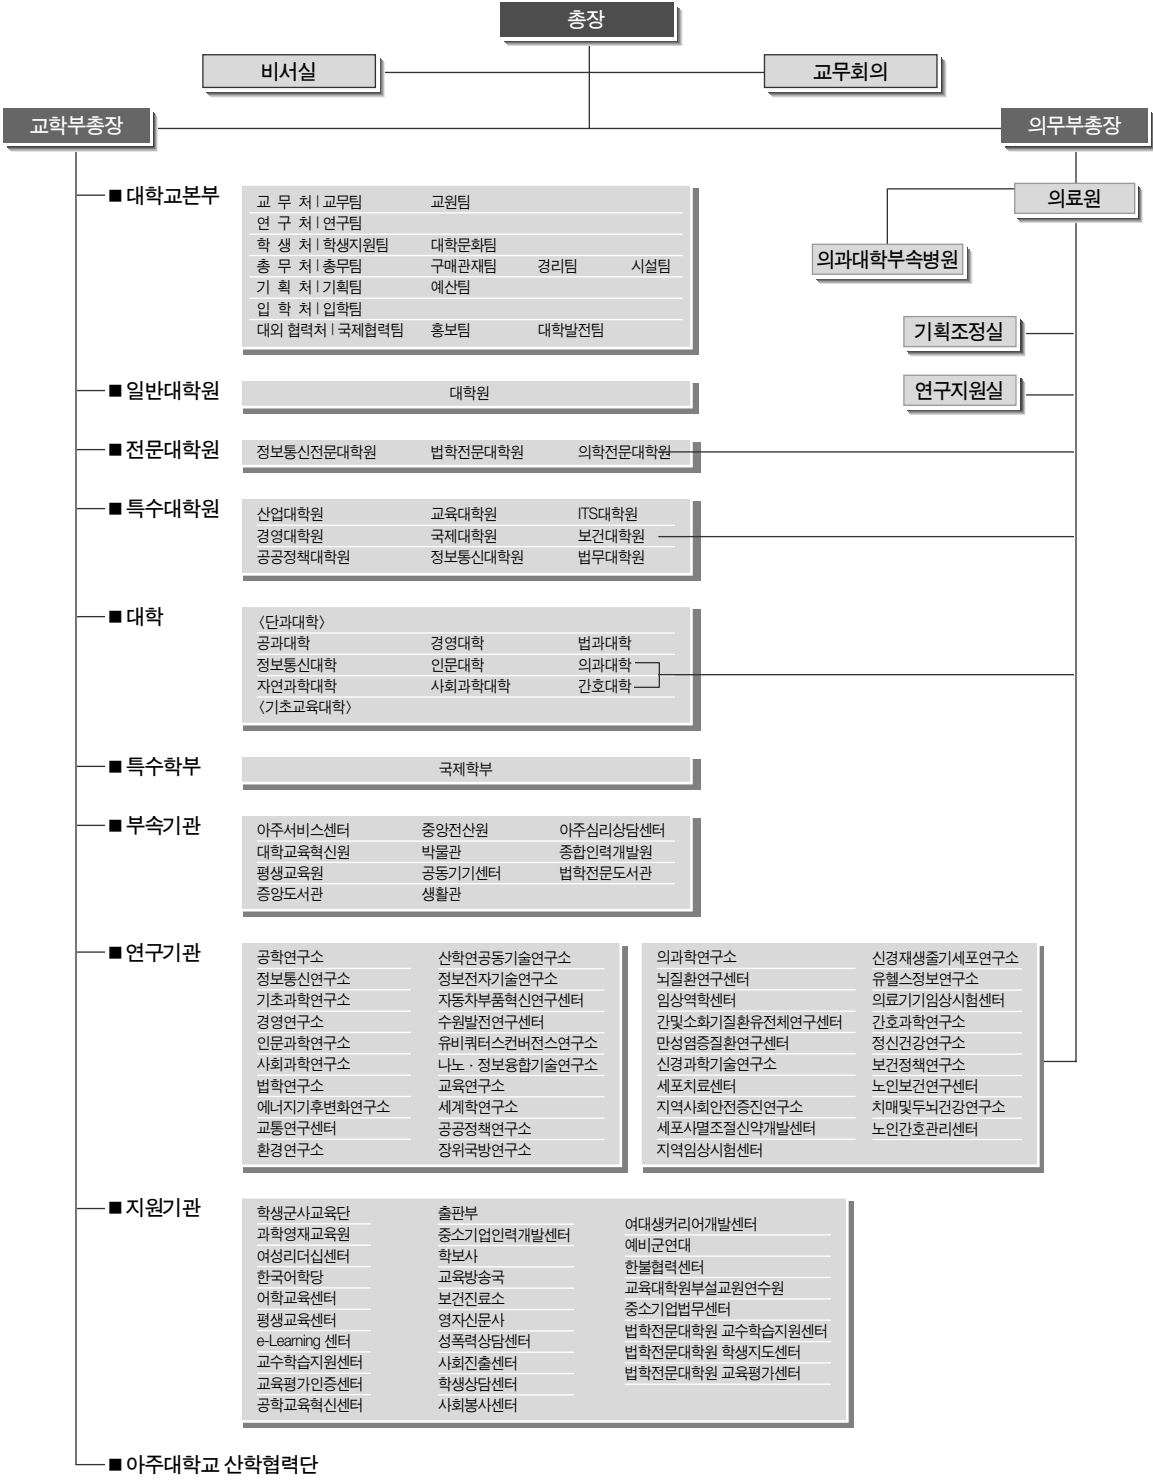 총장
비서실
교무회의
교학부총장
의무부총장
의료원
의과대학부속병원
기획조정실
연구지원실
■ 대학교본부
교 무 처 | 교무팀 교원팀
연 구 처 | 연구팀
학 생 처 | 학생지원팀 대학문화팀
총 무 처 | 총무팀 구매관재팀 경리팀 시설팀
기 획 처 | 기획팀 예산팀
입 학 처 | 입학팀
대외 협력처 | 국제협력팀 홍보팀 대학발전팀
■ 일반대학원
대학원
■ 전문대학원
정보통신전문대학원 법학전문대학원 의학전문대학원
■ 특수대학원
산업대학원 교육대학원 ITS대학원
경영대학원 국제대학원 보건대학원
공공정책대학원 정보통신대학원 법무대학원
■ 대학
〈단과대학〉
공과대학 경영대학 법과대학
정보통신대학 인문대학 의과대학
자연과학대학 사회과학대학 간호대학
〈기초교육대학〉
■ 특수학부
국제학부
■ 부속기관
아주서비스센터 중앙전산원 아주심리상담센터
대학교육혁신원 박물관 종합인력개발원
평생교육원 공동기기센터 법학전문도서관
증앙도서관 생활관
■ 연구기관
공학연구소 산학연공동기술연구소
정보통신연구소 정보전자기술연구소
기초과학연구소 자동차부품혁신연구센터
경영연구소 수원발전연구센터
인문과학연구소 유비쿼터스컨버전스연구소
사회과학연구소 나노 · 정보융합기술연구소
법학연구소 교육연구소
에너지기후변화연구소 세계학연구소
교통연구센터 공공정책연구소
환경연구소 장위국방연구소
의과학연구소 신경재생줄기세포연구소
뇌질환연구센터 유헬스정보연구소
임상역학센터 의료기기임상시험센터
간및소화기질환유전체연구센터 간호과학연구소
만성염증질환연구센터 정신건강연구소
신경과학기술연구소 보건정책연구소
세포치료센터 노인보건연구센터
지역사회안전증진연구소 치매및두뇌건강연구소
세포사멸조절신약개발센터 노인간호관리센터
지역임상시험센터
■ 지원기관
학생군사교육단 출판부
과학영재교육원 중소기업인력개발센터
여성리더십센터 학보사
한국어학당 교육방송국
어학교육센터 보건진료소
평생교육센터 영자신문사
e-Learning 센터 성폭력상담센터
교수학습지원센터 사회진출센터
교육평가인증센터 학생상담센터
공학교육혁신센터 사회봉사센터
여대생커리어개발센터
예비군연대
한불협력센터
교육대학원부설교원연수원
중소기업법무센터
법학전문대학원 교수학습지원센터
법학전문대학원 학생지도센터
법학전문대학원 교육평가센터
■ 아주대학교 산학협력단